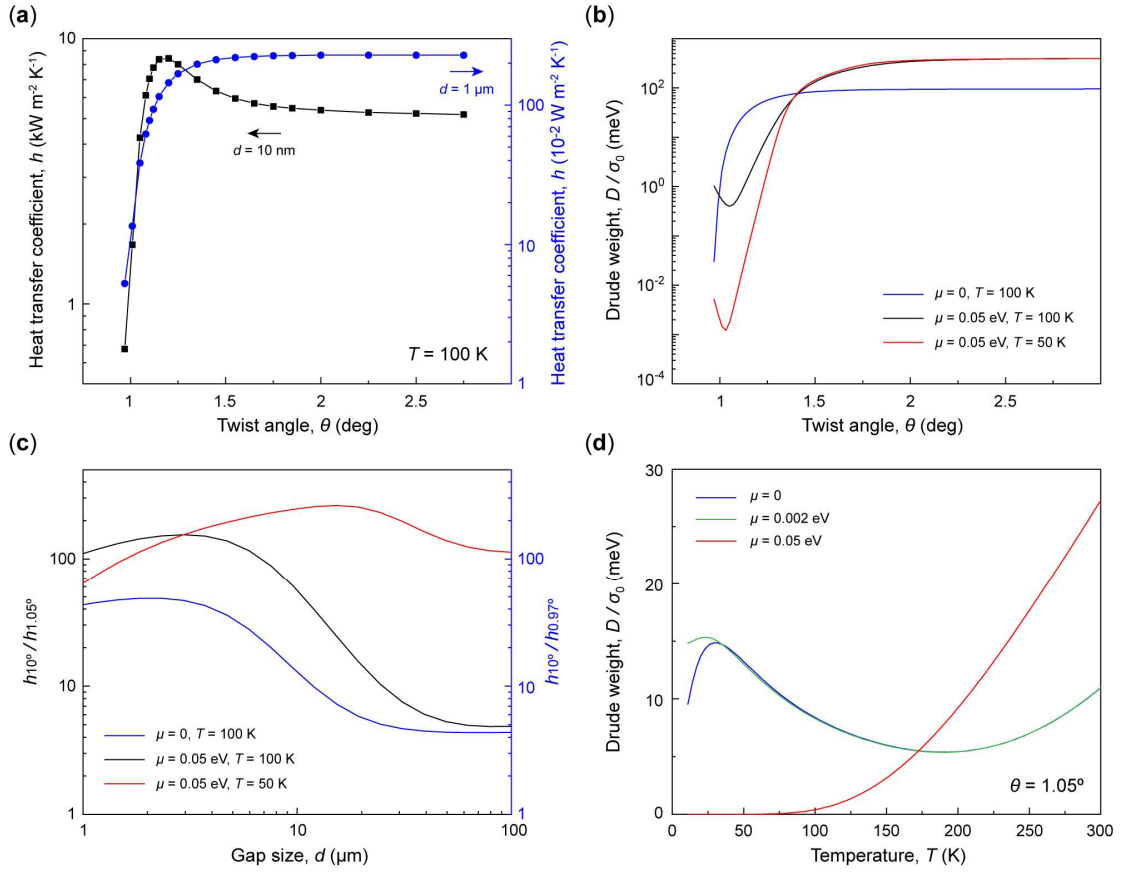 (a)
10
1
Heat transfer coefficient, h (kW m-2 K-1)
d = 1 μm
d = 10 nm
T = 100 K
100
10
1
Heat transfer coefficient, h (10-2 W m-2 K-1)
1
1.5
2
2.5
Twist angle, θ (deg)
(b)
10²
10⁰
10-2
10-4
Drude weight, D / σ0 (meV)
μ = 0, T = 100 K
μ = 0.05 eV, T = 100 K
μ = 0.05 eV, T = 50 K
1
1.5
2
2.5
Twist angle, θ (deg)
(c)
100
10
1
h10º / h1.05º
μ = 0, T = 100 K
μ = 0.05 eV, T = 100 K
μ = 0.05 eV, T = 50 K
100
10
1
h10º / h0.97º
1
10
100
Gap size, d (μm)
(d)
30
20
10
0
Drude weight, D / σ0 (meV)
μ = 0
μ = 0.002 eV
μ = 0.05 eV
θ = 1.05º
0
50
100
150
200
250
300
Temperature, T (K)